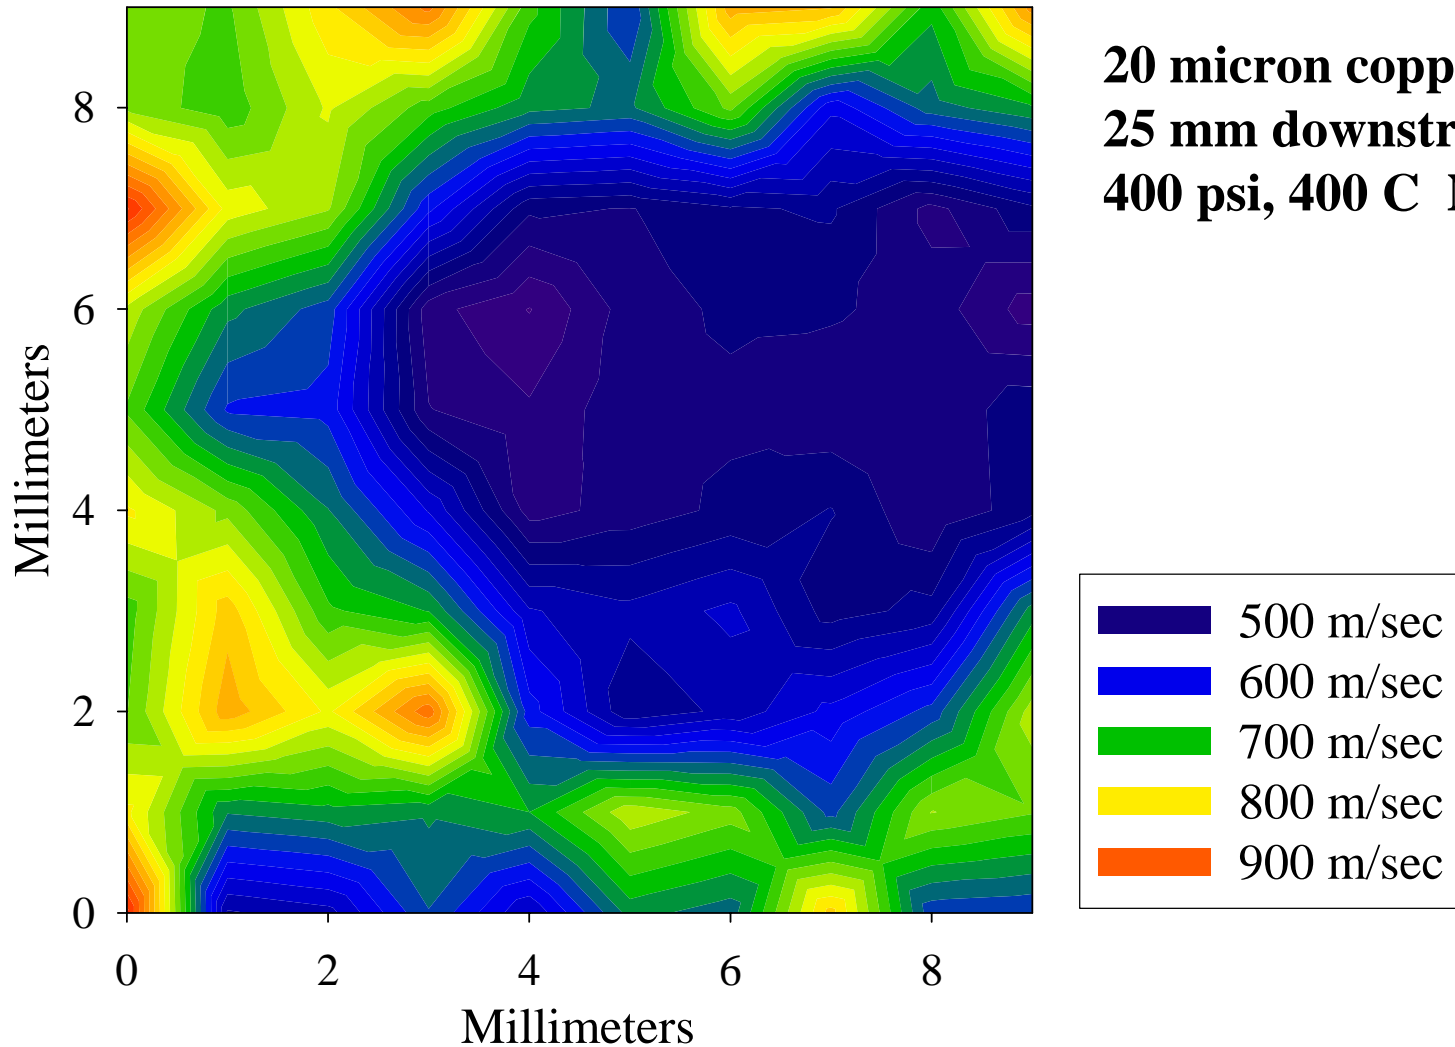 20 micron copp
25 mm downstr
400 psi, 400 C
Millimeters
8
6
4
2
0
0 2 4 6 8
Millimeters
500 m/sec
600 m/sec
700 m/sec
800 m/sec
900 m/sec